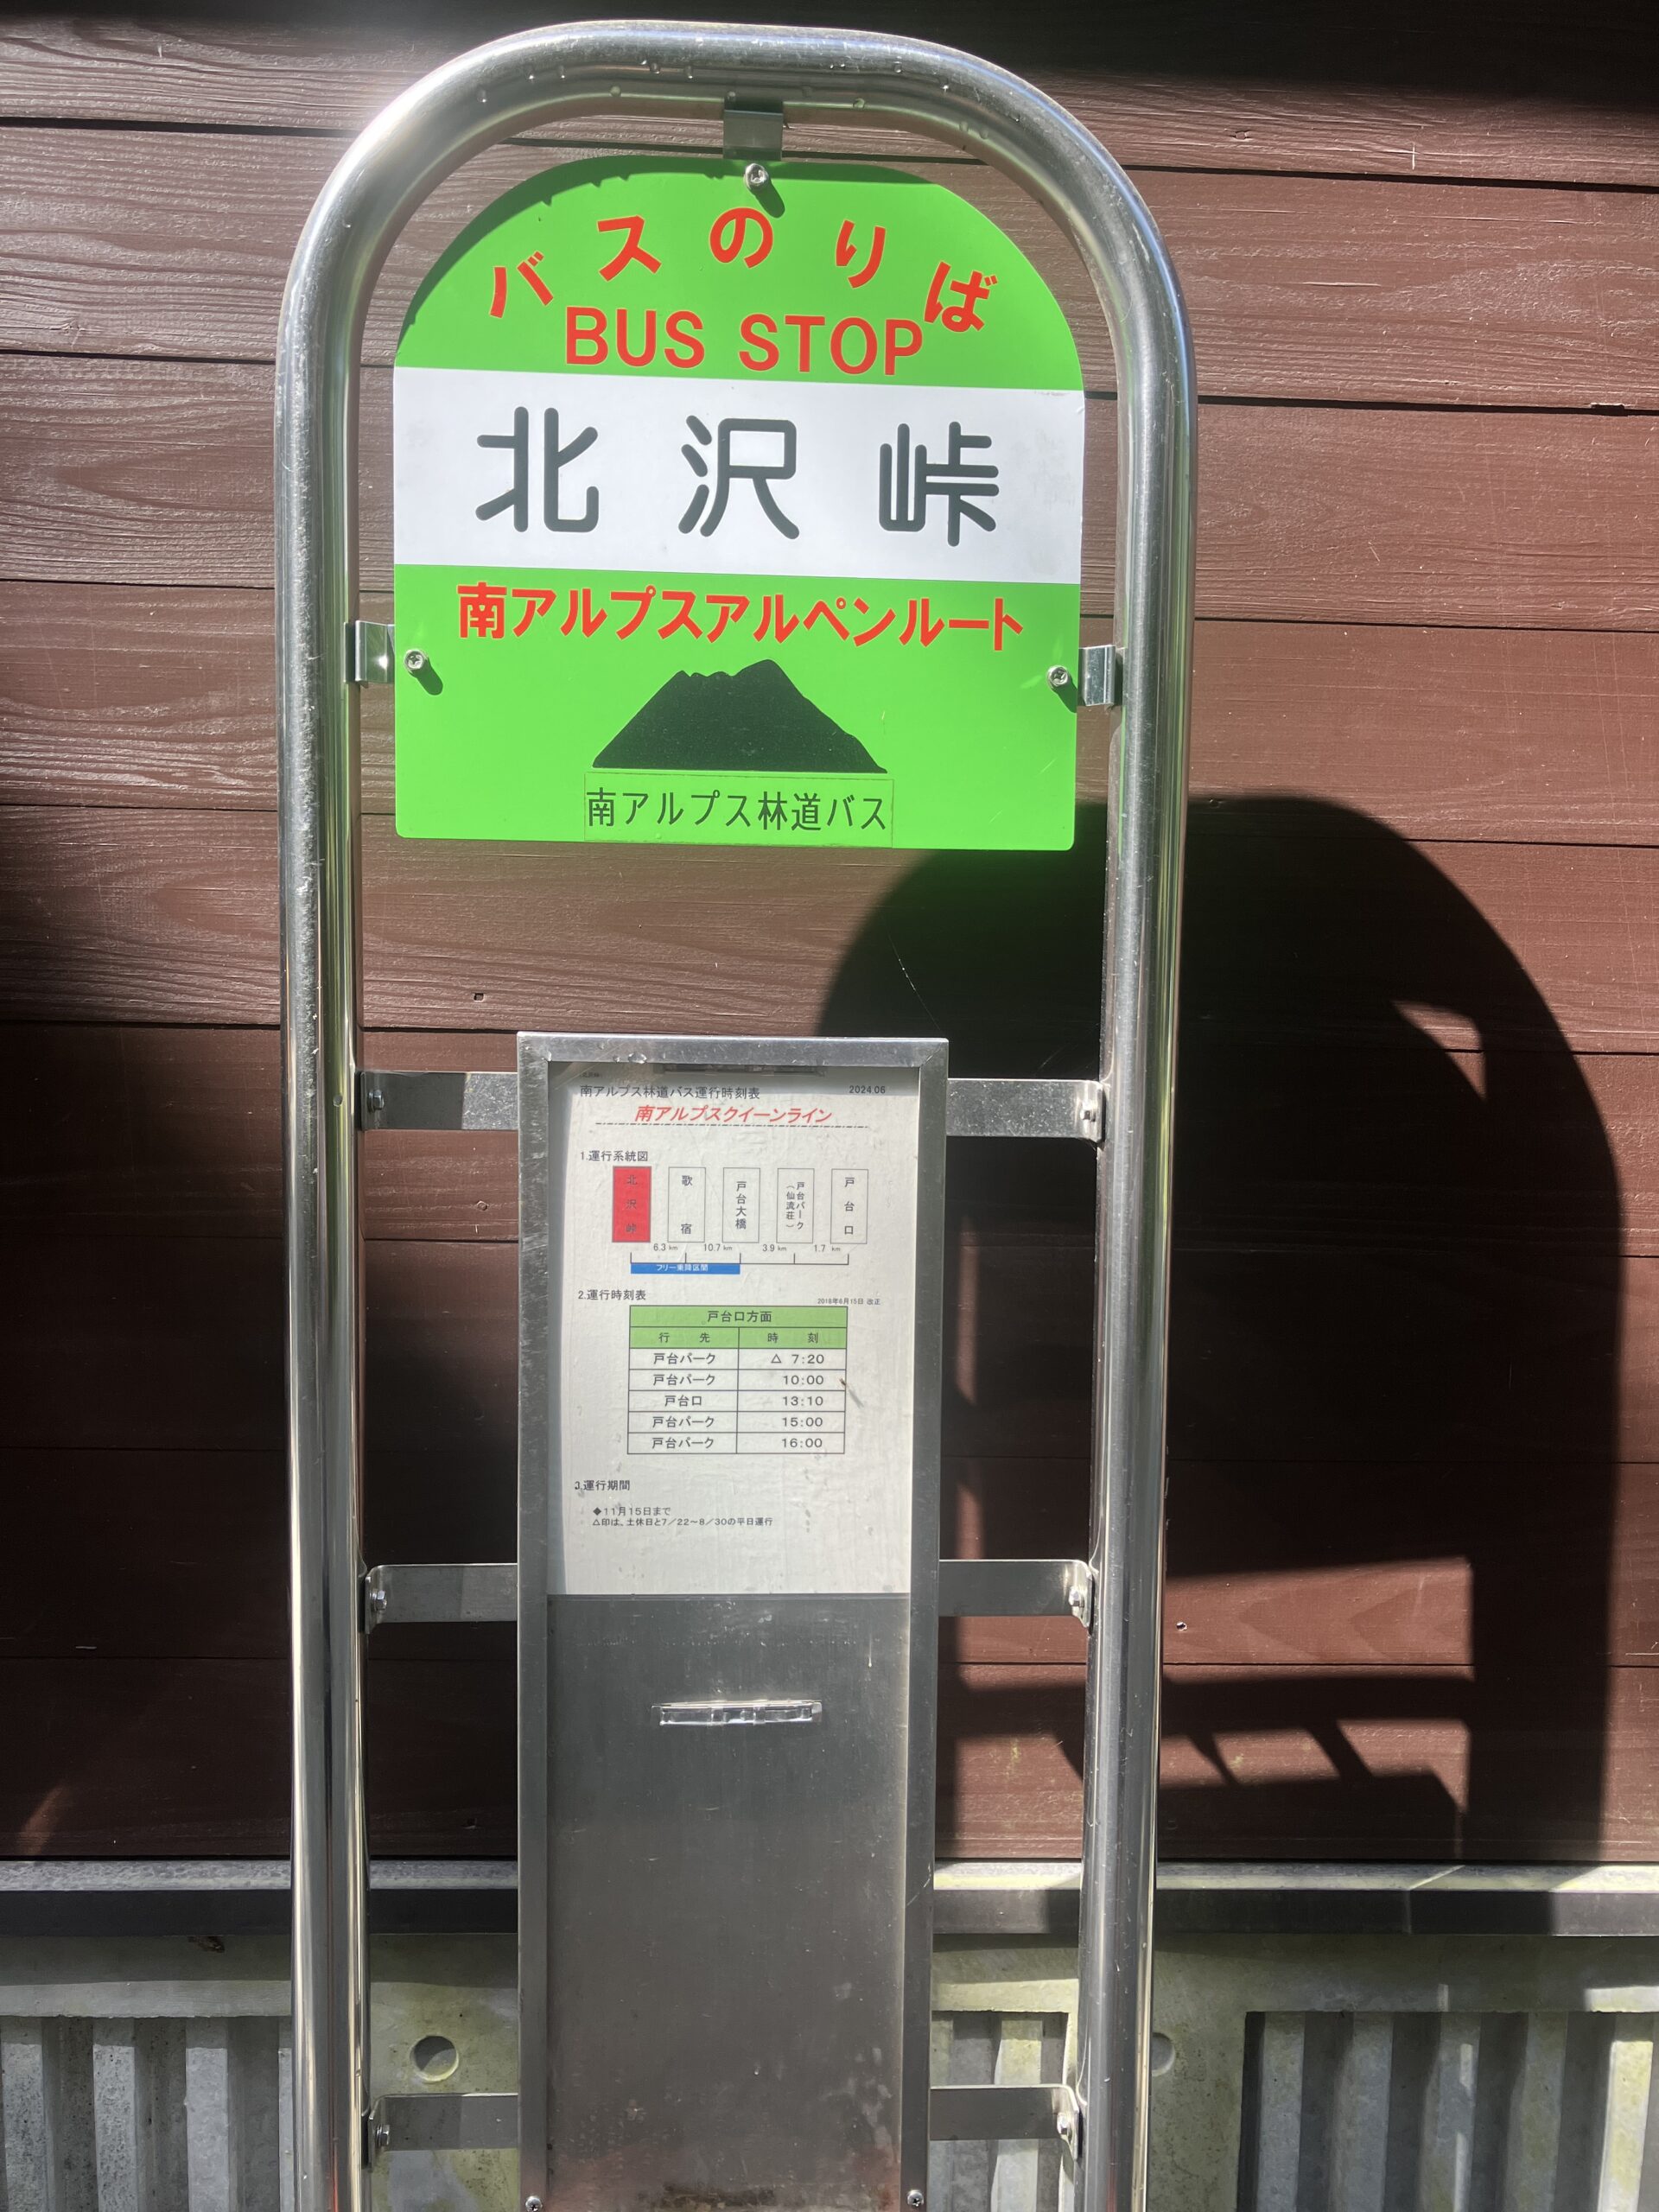 バスのりば
BUS STOP
北沢峠
南アルプスアルペンルート
南アルプス林道バス
南アルプス林道バス運行時刻表 2024.06
南アルプスクイーンライン
1.運行系統図
北沢峠 歌宿 戸台大橋 戸台パーク(仙流荘) 戸台口
6.3 km 10.7 km 3.9 km 1.7 km
フリー乗降区間
2.運行時刻表
戸台口方面
行先 時刻
戸台パーク △ 7:20
戸台パーク 10:00
戸台口 13:10
戸台パーク 15:00
戸台パーク 16:00
3.運行期間
◆11月15日まで
△印は、土休日と7/22~8/30の平日運行